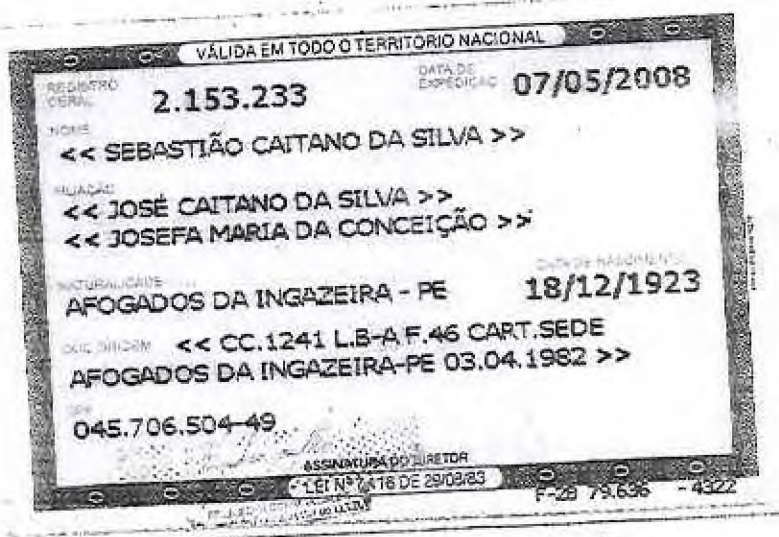 VÁLIDA EM TODO O TERRITÓRIO NACIONAL
REGISTRO GERAL 2.153.233 DATA DE EXPEDIÇÃO 07/05/2008
NOME
<< SEBASTIÃO CAITANO DA SILVA >>
FILIAÇÃO
<< JOSÉ CAITANO DA SILVA >>
<< JOSEFA MARIA DA CONCEIÇÃO >>
NATURALIDADE DATA DE NASCIMENTO
AFOGADOS DA INGAZEIRA - PE 18/12/1923
DOC ORIGEM << CC.1241 L.B-A F.46 CART.SEDE
AFOGADOS DA INGAZEIRA-PE 03.04.1982 >>
CPF
045.706.504-49
ASSINATURA DO DIRETOR
LEI Nº 7.116 DE 29/08/83
F-28 79.636 - 4322